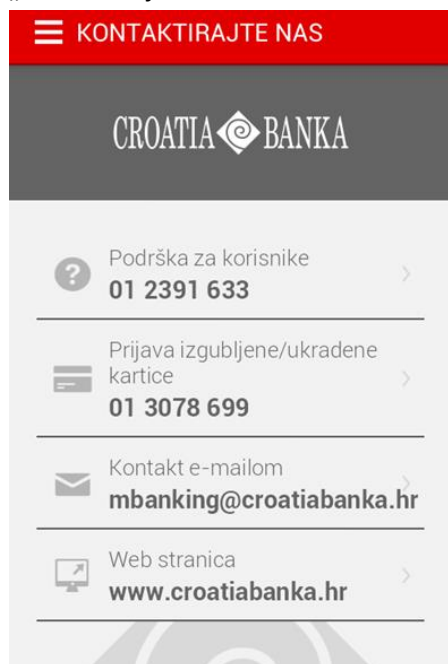 KONTAKTIRAJTE NAS
CROATIA BANKA
Podrška za korisnike
01 2391 633
Prijava izgubljene/ukradene
kartice
01 3078 699
Kontakt e-mailom
mbanking@croatiabanka.hr
Web stranica
www.croatiabanka.hr